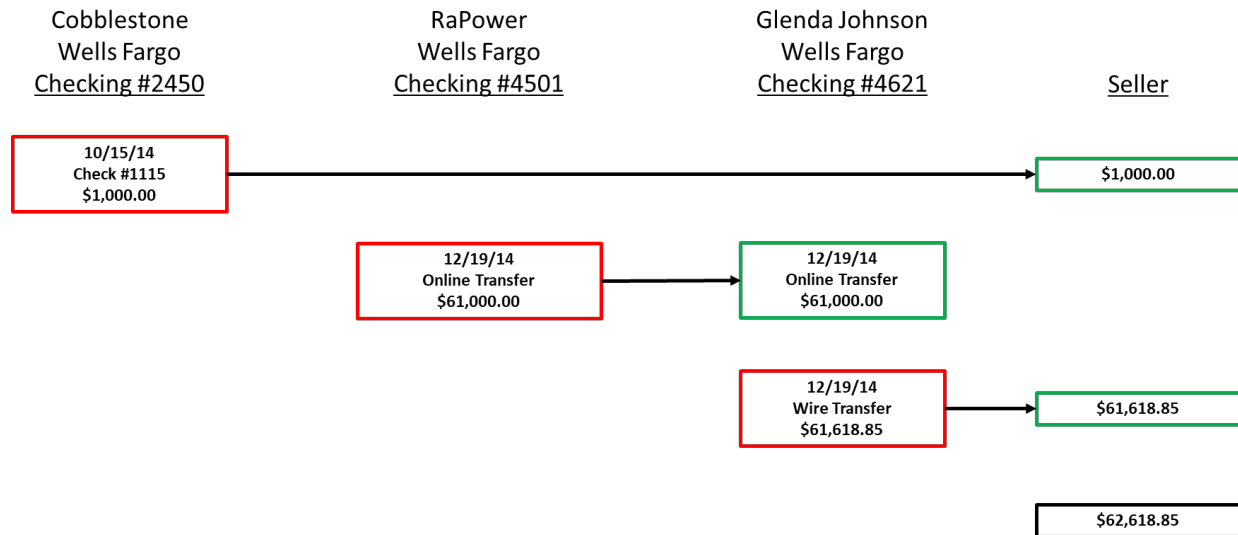 Cobblestone
Wells Fargo
Checking #2450
RaPower
Wells Fargo
Checking #4501
Glenda Johnson
Wells Fargo
Checking #4621
Seller
10/15/14
Check #1115
$1,000.00
$1,000.00
12/19/14
Online Transfer
$61,000.00
12/19/14
Online Transfer
$61,000.00
12/19/14
Wire Transfer
$61,618.85
$61,618.85
$62,618.85